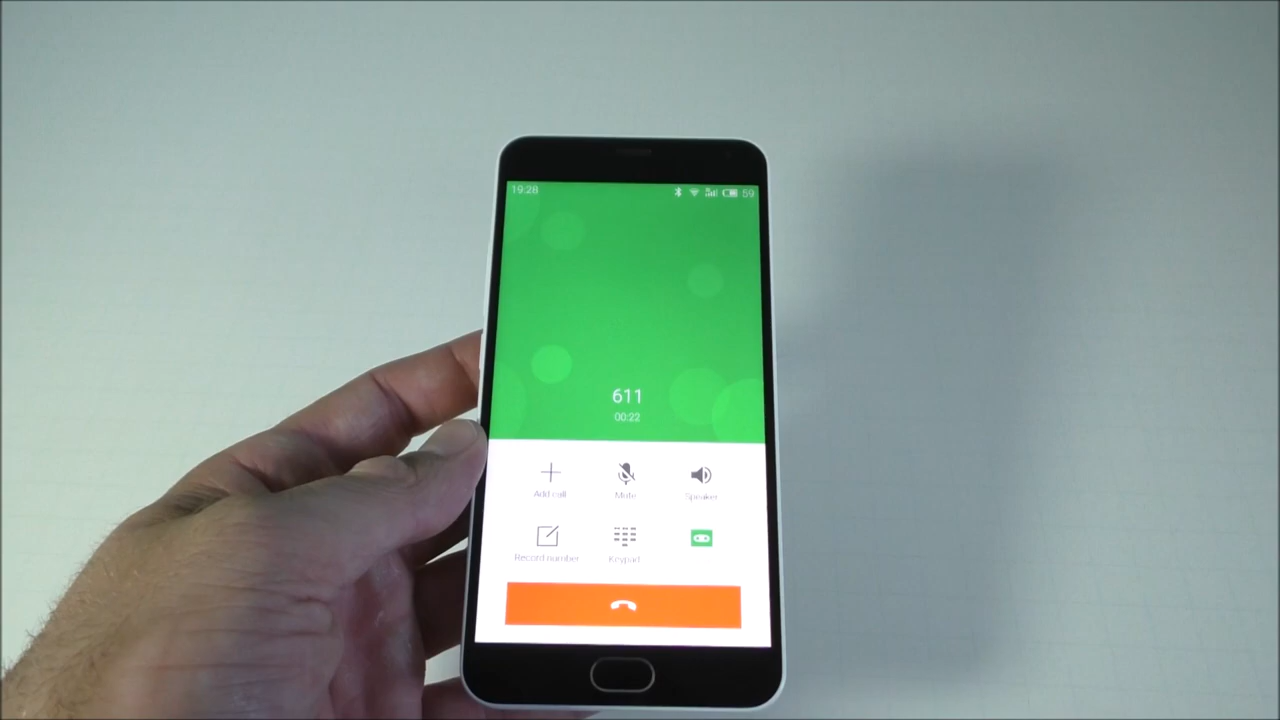 19:28 59
611
00:22
Add call Mute Speaker
Record number Keypad